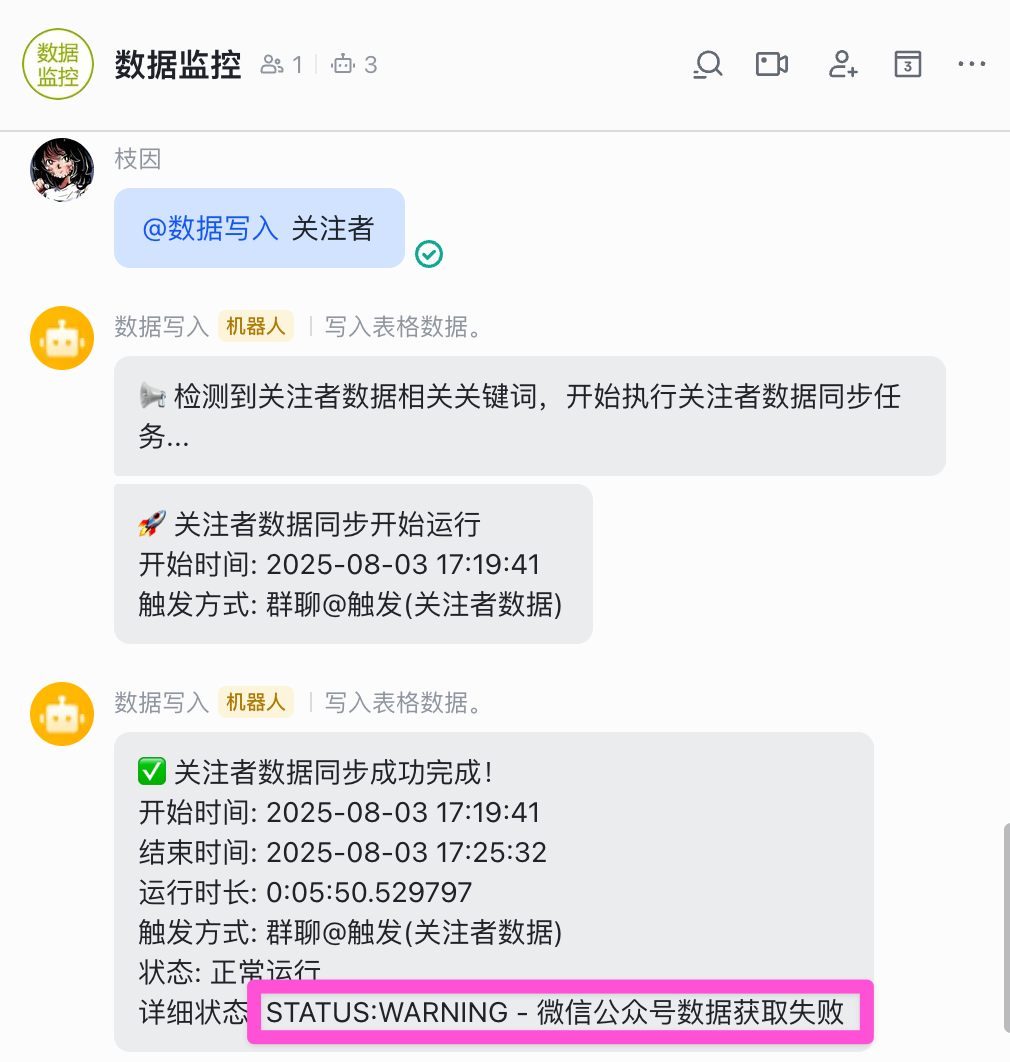 数据
监控
数据监控 1 3
3
枝因
@数据写入 关注者
数据写入 机器人 写入表格数据。
检测到关注者数据相关关键词，开始执行关注者数据同步任
务...
关注者数据同步开始运行
开始时间: 2025-08-03 17:19:41
触发方式: 群聊@触发(关注者数据)
数据写入 机器人 写入表格数据。
关注者数据同步成功完成！
开始时间: 2025-08-03 17:19:41
结束时间: 2025-08-03 17:25:32
运行时长: 0:05:50.529797
触发方式: 群聊@触发(关注者数据)
状态: 正常运行
详细状态 STATUS:WARNING - 微信公众号数据获取失败